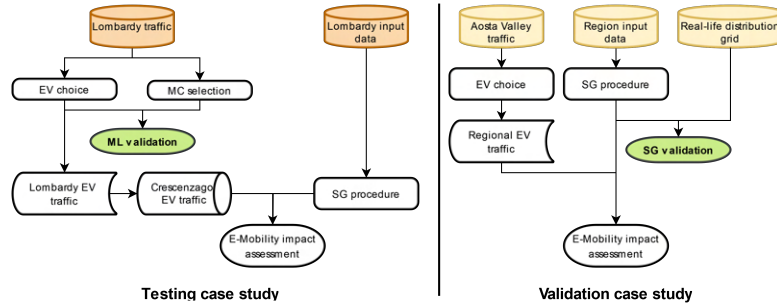 Lombardy traffic
Lombardy input
data
EV choice
MC selection
ML validation
Lombardy EV
traffic
Crescenzago
EV traffic
SG procedure
E-Mobility impact
assessment
Testing case study
Aosta Valley
traffic
Region input
data
Real-life distribution
grid
EV choice
SG procedure
Regional EV
traffic
SG validation
E-Mobility impact
assessment
Validation case study